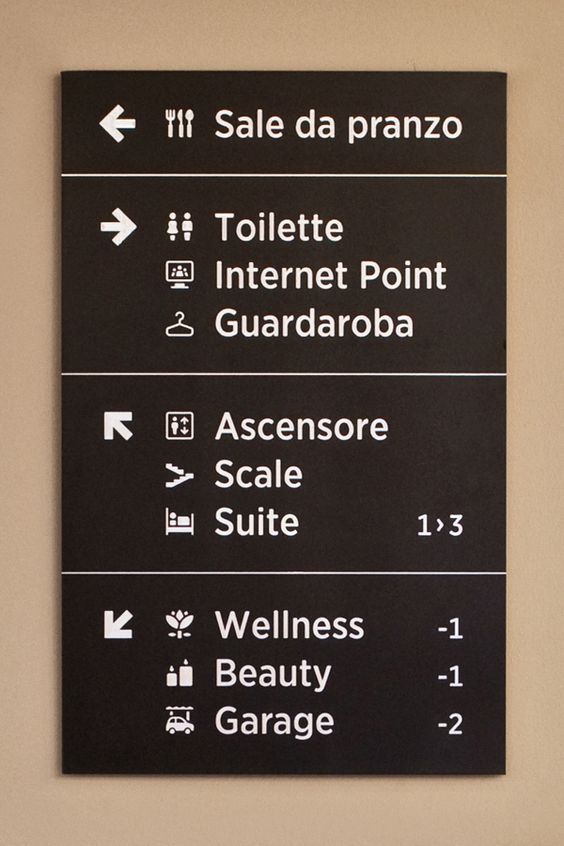 Sale da pranzo
Toilette
Internet Point
Guardaroba
Ascensore
Scale
Suite 1›3
Wellness -1
Beauty -1
Garage -2